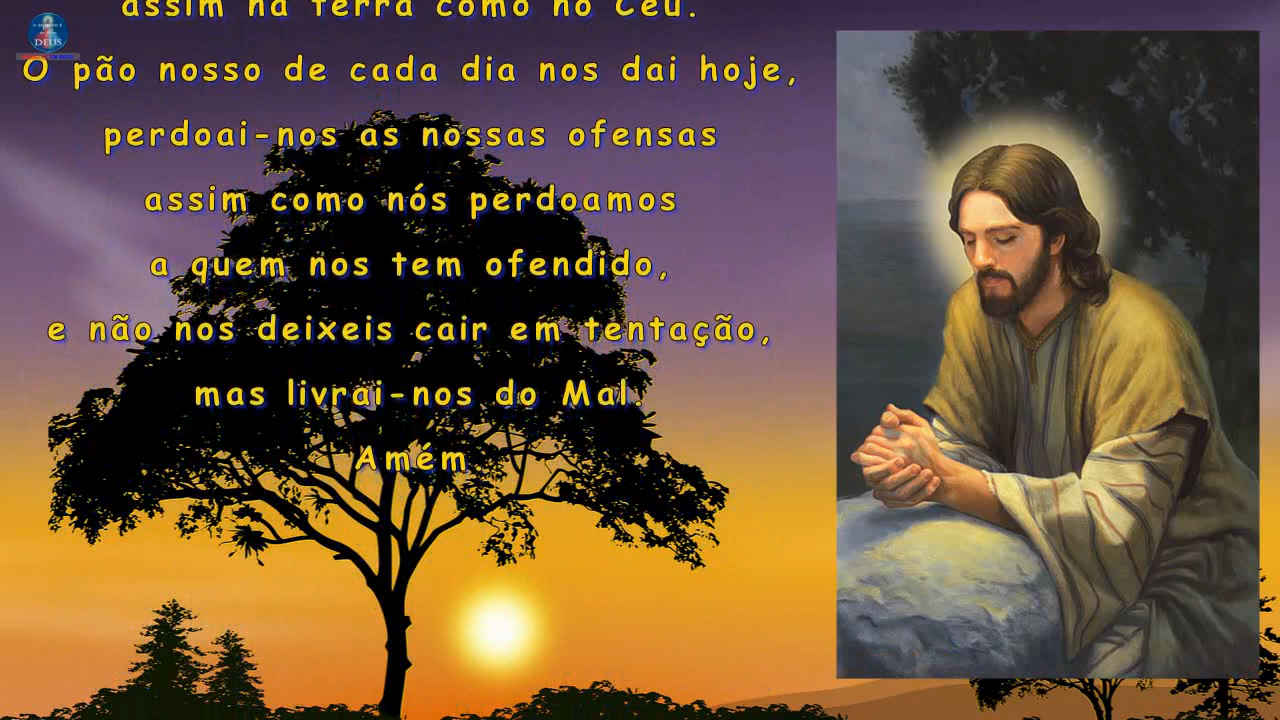 DEUS
assim na terra como no Céu.
O pão nosso de cada dia nos dai hoje,
perdoai-nos as nossas ofensas
assim como nós perdoamos
a quem nos tem ofendido,
e não nos deixeis cair em tentação,
mas livrai-nos do Mal.
Amém